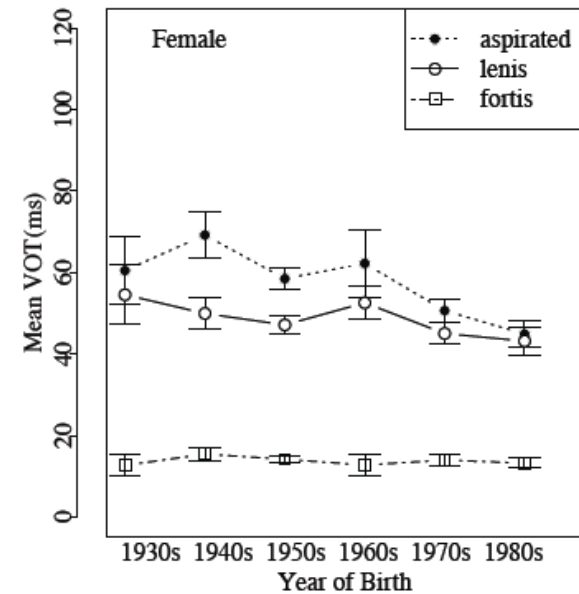 Female
aspirated
lenis
fortis
Mean VOT(ms)
120
100
80
60
40
20
0
1930s 1940s 1950s 1960s 1970s 1980s
Year of Birth